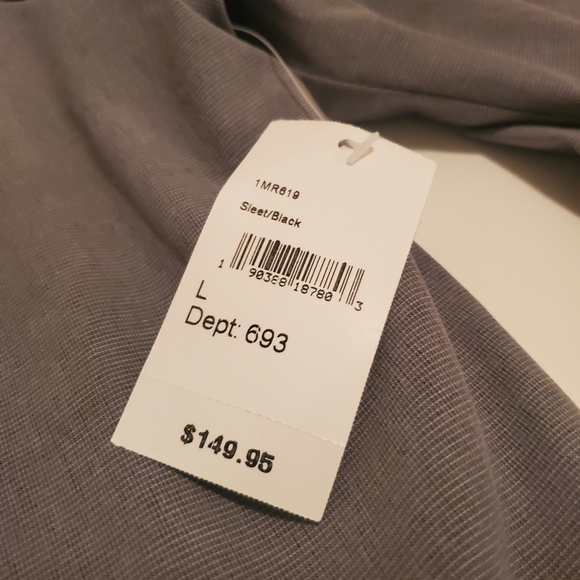 1MR619
Sleet/Black
1 90388 18780 3
L
Dept: 693
$149.95